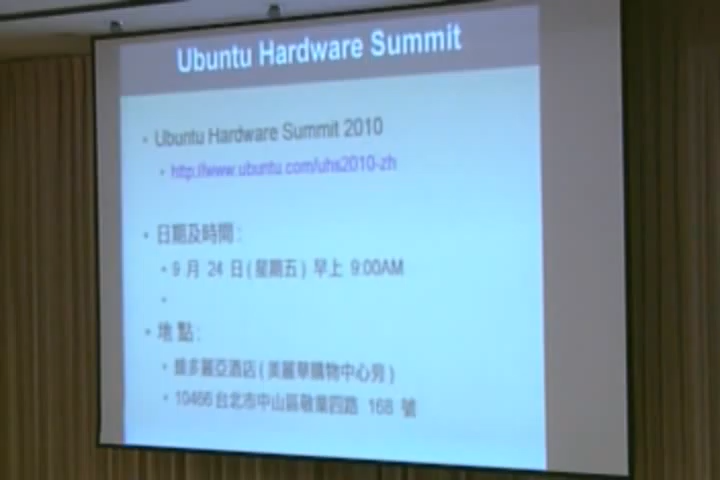 Ubuntu Hardware Summit
• Ubuntu Hardware Summit 2010
• http://www.ubuntu.com/uhs2010-zh
• 日期及時間 :
• 9 月 24 日 ( 星期五 ) 早上 9:00AM
•
• 地 點 :
• 維多麗亞酒店 ( 美麗華購物中心旁 )
• 10466 台北市中山區敬業四路 168 號